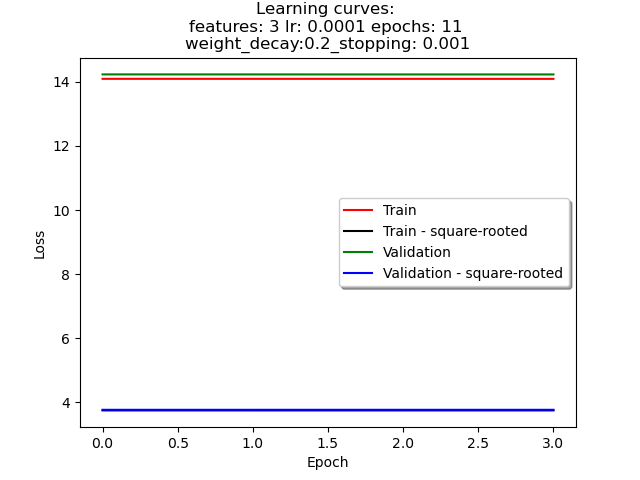 Learning curves:
features: 3 lr: 0.0001 epochs: 11
weight_decay:0.2_stopping: 0.001
14
12
10
8
6
4
Loss
Train
Train - square-rooted
Validation
Validation - square-rooted
0.0 0.5 1.0 1.5 2.0 2.5 3.0
Epoch